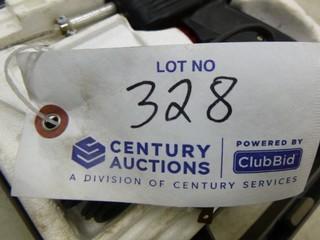 LOT NO
328
CENTURY AUCTIONS
POWERED BY
ClubBid
A DIVISION OF CENTURY SERVICES